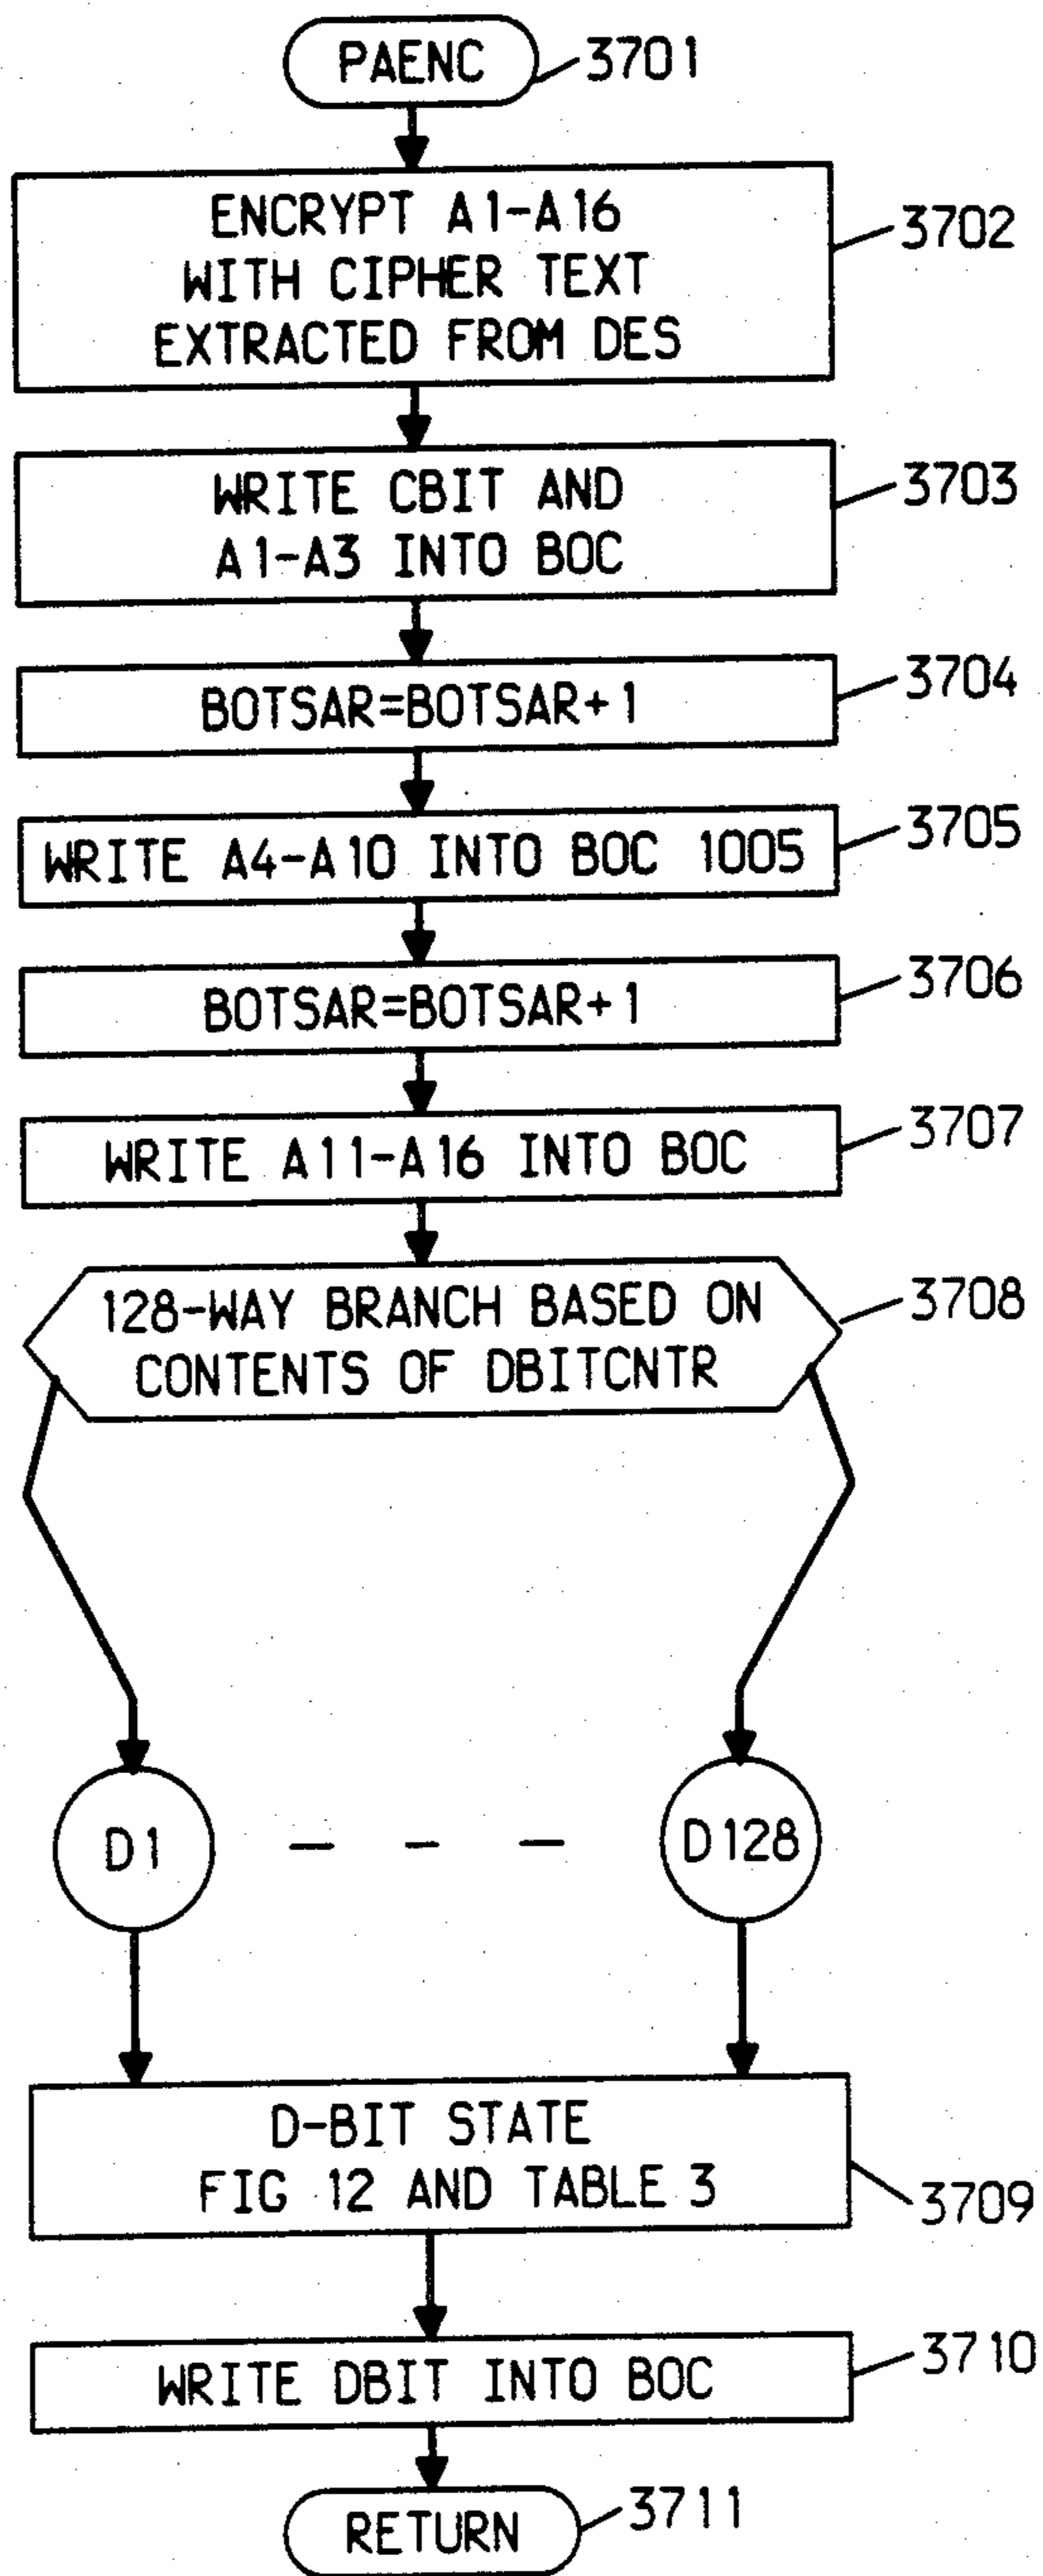 PAENC 3701
ENCRYPT A1-A16 3702
WITH CIPHER TEXT
EXTRACTED FROM DES
WRITE CBIT AND 3703
A1-A3 INTO BOC
BOTSAR=BOTSAR+1 3704
WRITE A4-A10 INTO BOC 1005 3705
BOTSAR=BOTSAR+1 3706
WRITE A11-A16 INTO BOC 3707
128-WAY BRANCH BASED ON 3708
CONTENTS OF DBITCNTR
D1 - - - D128
D-BIT STATE
FIG 12 AND TABLE 3 3709
WRITE DBIT INTO BOC 3710
RETURN 3711